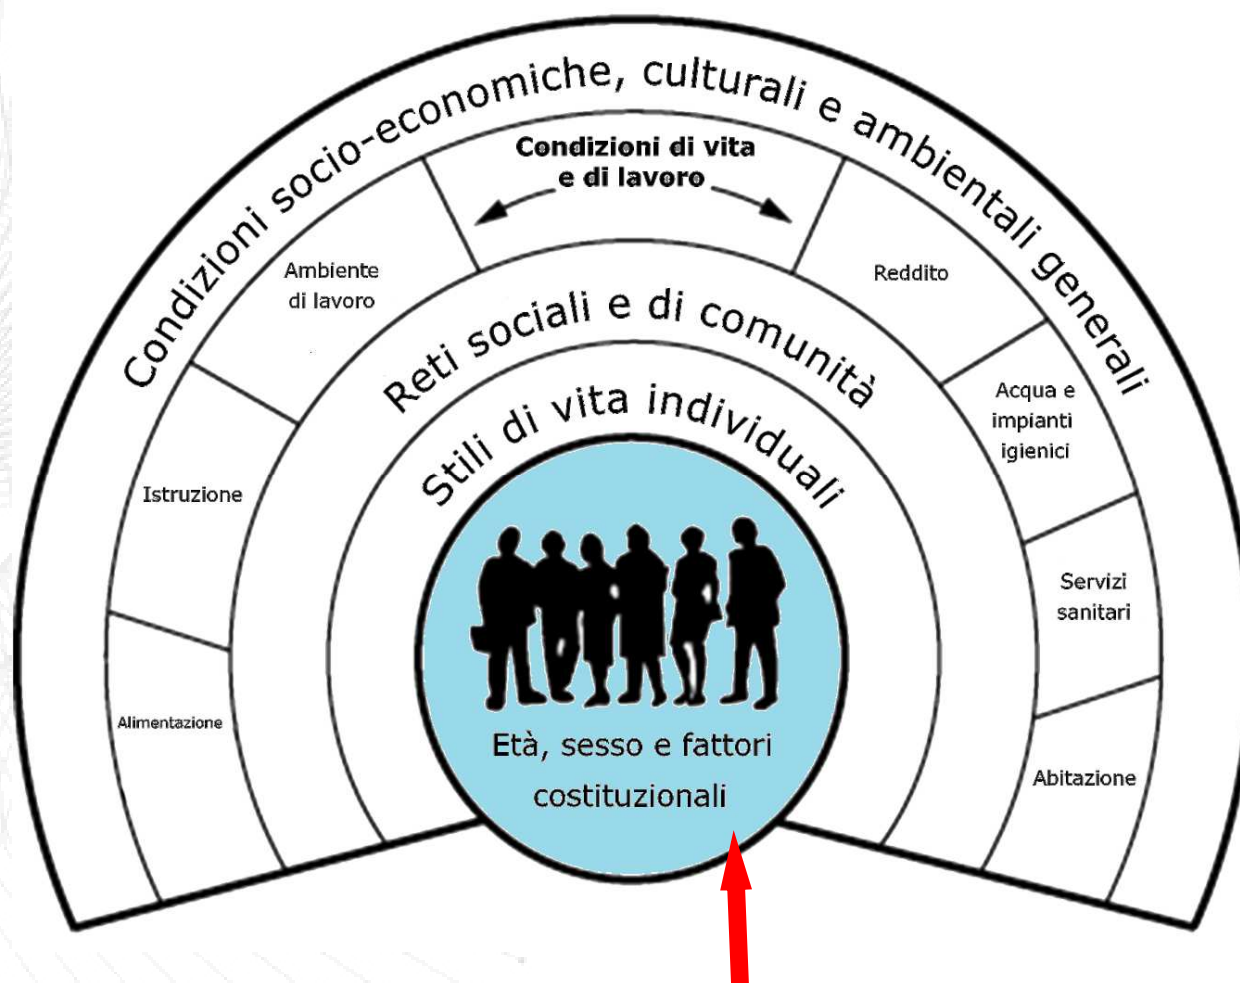 Condizioni socio-economiche, culturali e ambientali generali
Condizioni di vita
e di lavoro
Ambiente
di lavoro
Reddito
Reti sociali e di comunità
Acqua e
impianti
igienici
Stili di vita individuali
Istruzione
Servizi
sanitari
Alimentazione
Età, sesso e fattori
costituzionali
Abitazione